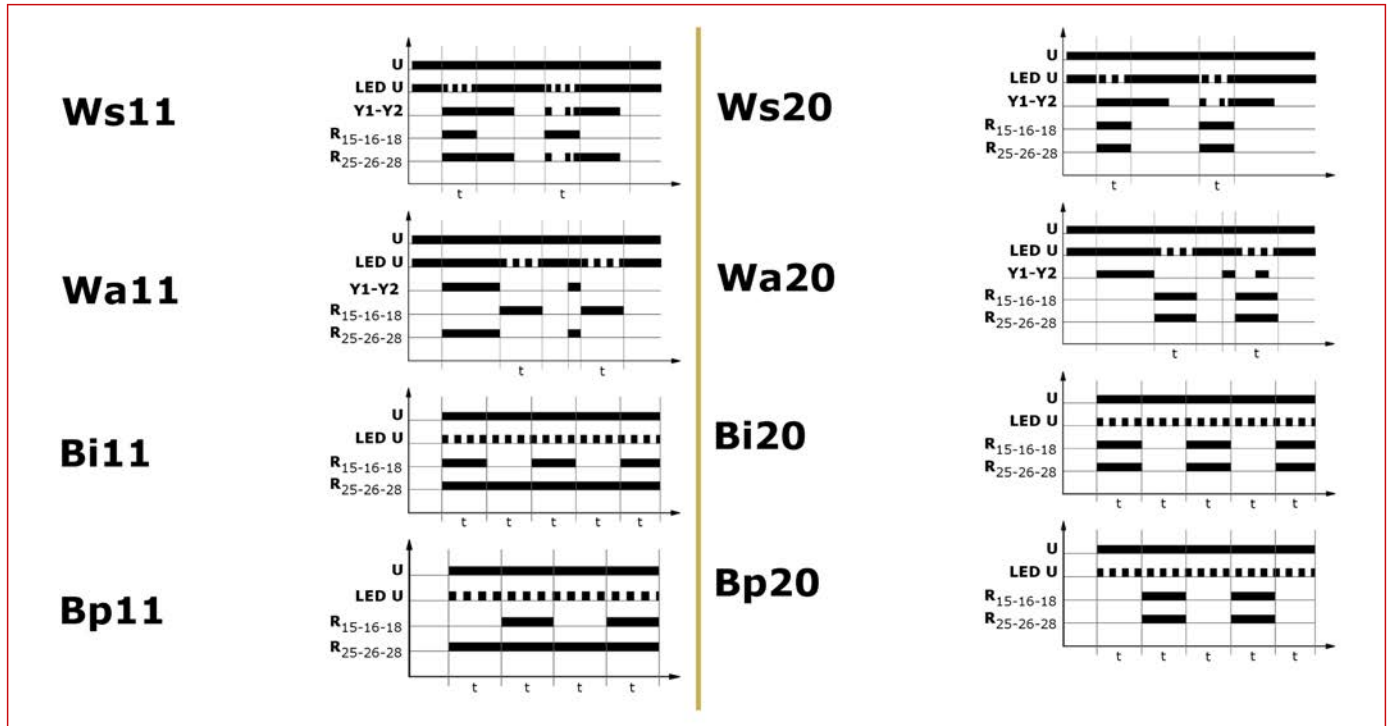 Ws11
U
LED U
Y1-Y2
R15-16-18
R25-26-28
t t
Wa11
U
LED U
Y1-Y2
R15-16-18
R25-26-28
t t
Bi11
U
LED U
R15-16-18
R25-26-28
t t t t t
Bp11
U
LED U
R15-16-18
R25-26-28
t t t t
Ws20
U
LED U
Y1-Y2
R15-16-18
R25-26-28
t t
Wa20
U
LED U
Y1-Y2
R15-16-18
R25-26-28
t t
Bi20
U
LED U
R15-16-18
R25-26-28
t t t t t
Bp20
U
LED U
R15-16-18
R25-26-28
t t t t t